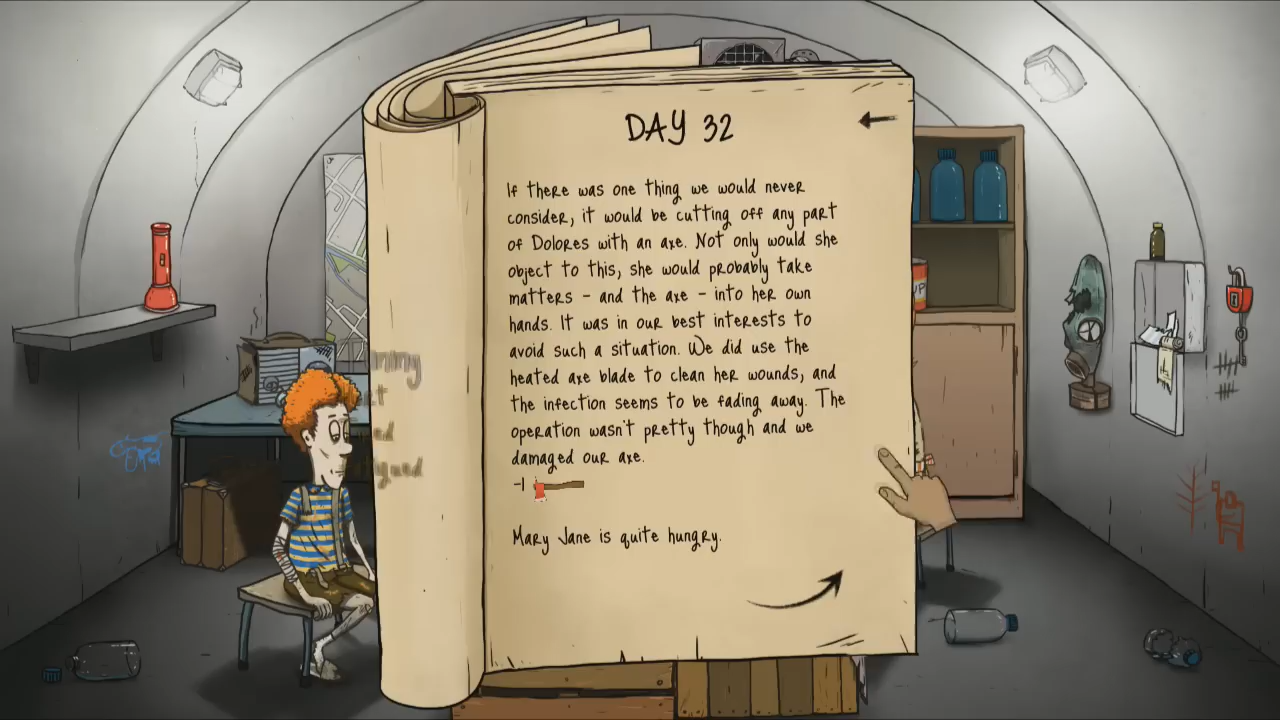 DAY 32
If there was one thing we would never
consider, it would be cutting off any part
of Dolores with an axe. Not only would she
object to this, she would probably take
matters - and the axe - into her own
hands. It was in our best interests to
avoid such a situation. We did use the
heated axe blade to clean her wounds, and
the infection seems to be fading away. The
operation wasn't pretty though and we
damaged our axe.
-1
Mary Jane is quite hungry.